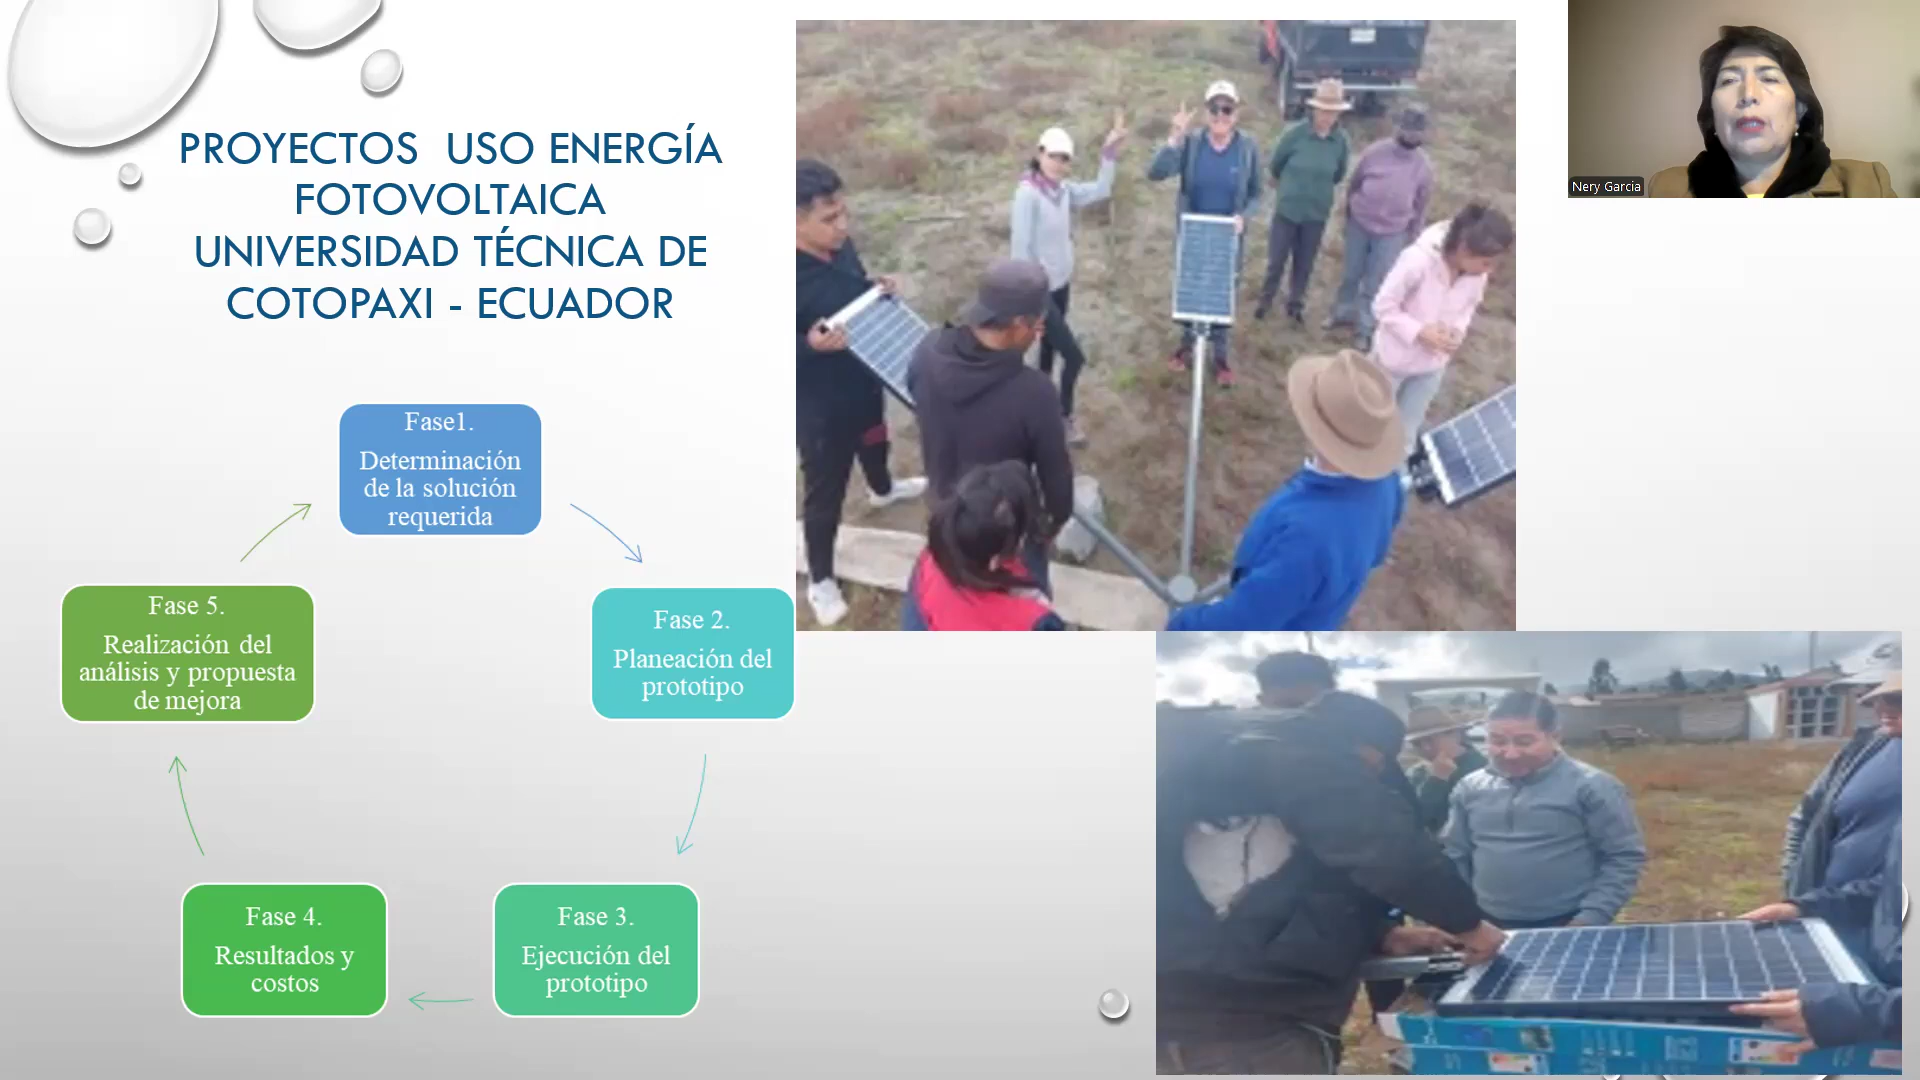 PROYECTOS USO ENERGÍA
FOTOVOLTAICA
UNIVERSIDAD TÉCNICA DE
COTOPAXI - ECUADOR
Nery Garcia
Fase1.
Determinación
de la solución
requerida
Fase 2.
Planeación del
prototipo
Fase 3.
Ejecución del
prototipo
Fase 4.
Resultados y
costos
Fase 5.
Realización del
análisis y propuesta
de mejora